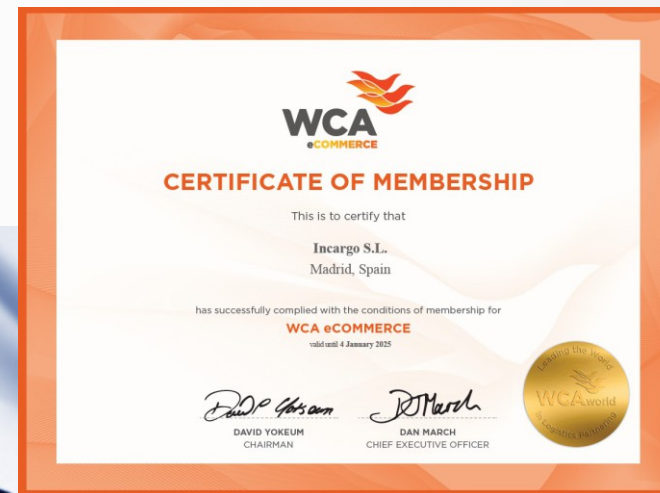 WCA
eCOMMERCE
CERTIFICATE OF MEMBERSHIP
This is to certify that
Incargo S.L.
Madrid, Spain
has successfully complied with the conditions of membership for
WCA eCOMMERCE
valid until 4 January 2025
DAVID YOKEUM
CHAIRMAN
DAN MARCH
CHIEF EXECUTIVE OFFICER
Leading the World
WCAworld
in Logistics Partnering